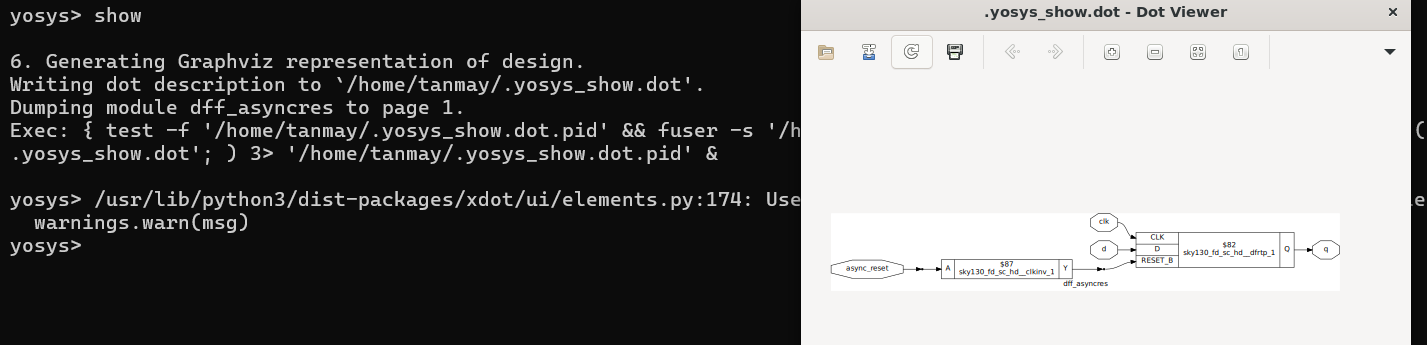 yosys> show
6. Generating Graphviz representation of design.
Writing dot description to `/home/tanmay/.yosys_show.dot'.
Dumping module dff_asyncres to page 1.
Exec: { test -f '/home/tanmay/.yosys_show.dot.pid' && fuser -s '/h
(
.yosys_show.dot'; ) 3> '/home/tanmay/.yosys_show.dot.pid' &
yosys> /usr/lib/python3/dist-packages/xdot/ui/elements.py:174: Use
le
warnings.warn(msg)
yosys>
.yosys_show.dot - Dot Viewer
clk
d
async_reset
A
$87
sky130_fd_sc_hd__clkinv_1
Y
CLK
D
RESET_B
$82
sky130_fd_sc_hd__dfrtp_1
Q
q
dff_asyncres